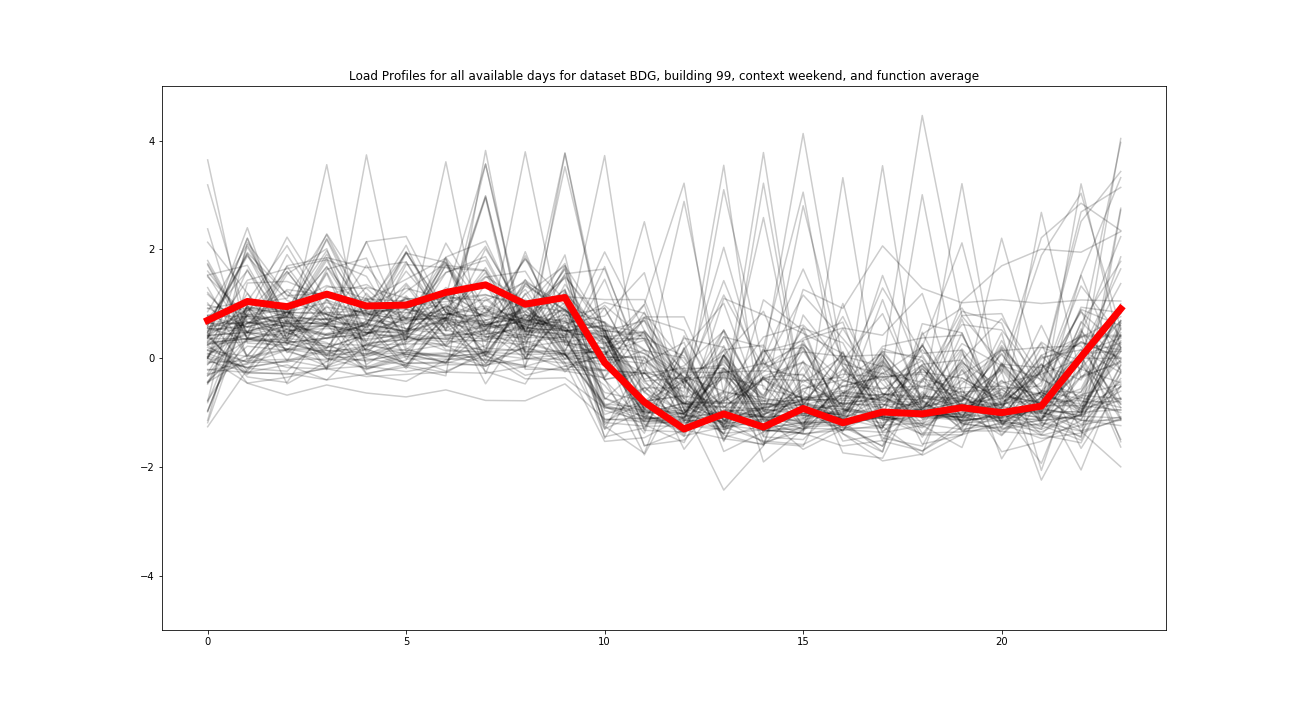 Load Profiles for all available days for dataset BDG, building 99, context weekend, and function average
4
2
0
−2
−4
0 5 10 15 20